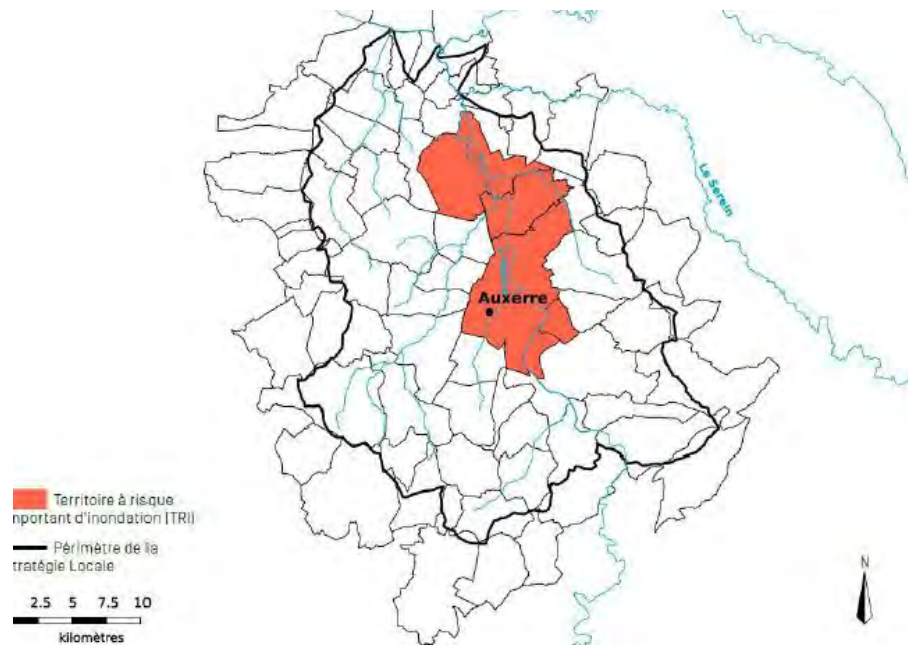 Le Serein
Auxerre
Territoire à risque
mportant d'inondation (TRI)
Périmètre de la
tratégie Locale
N
2.5 5 7.5 10
kilomètres